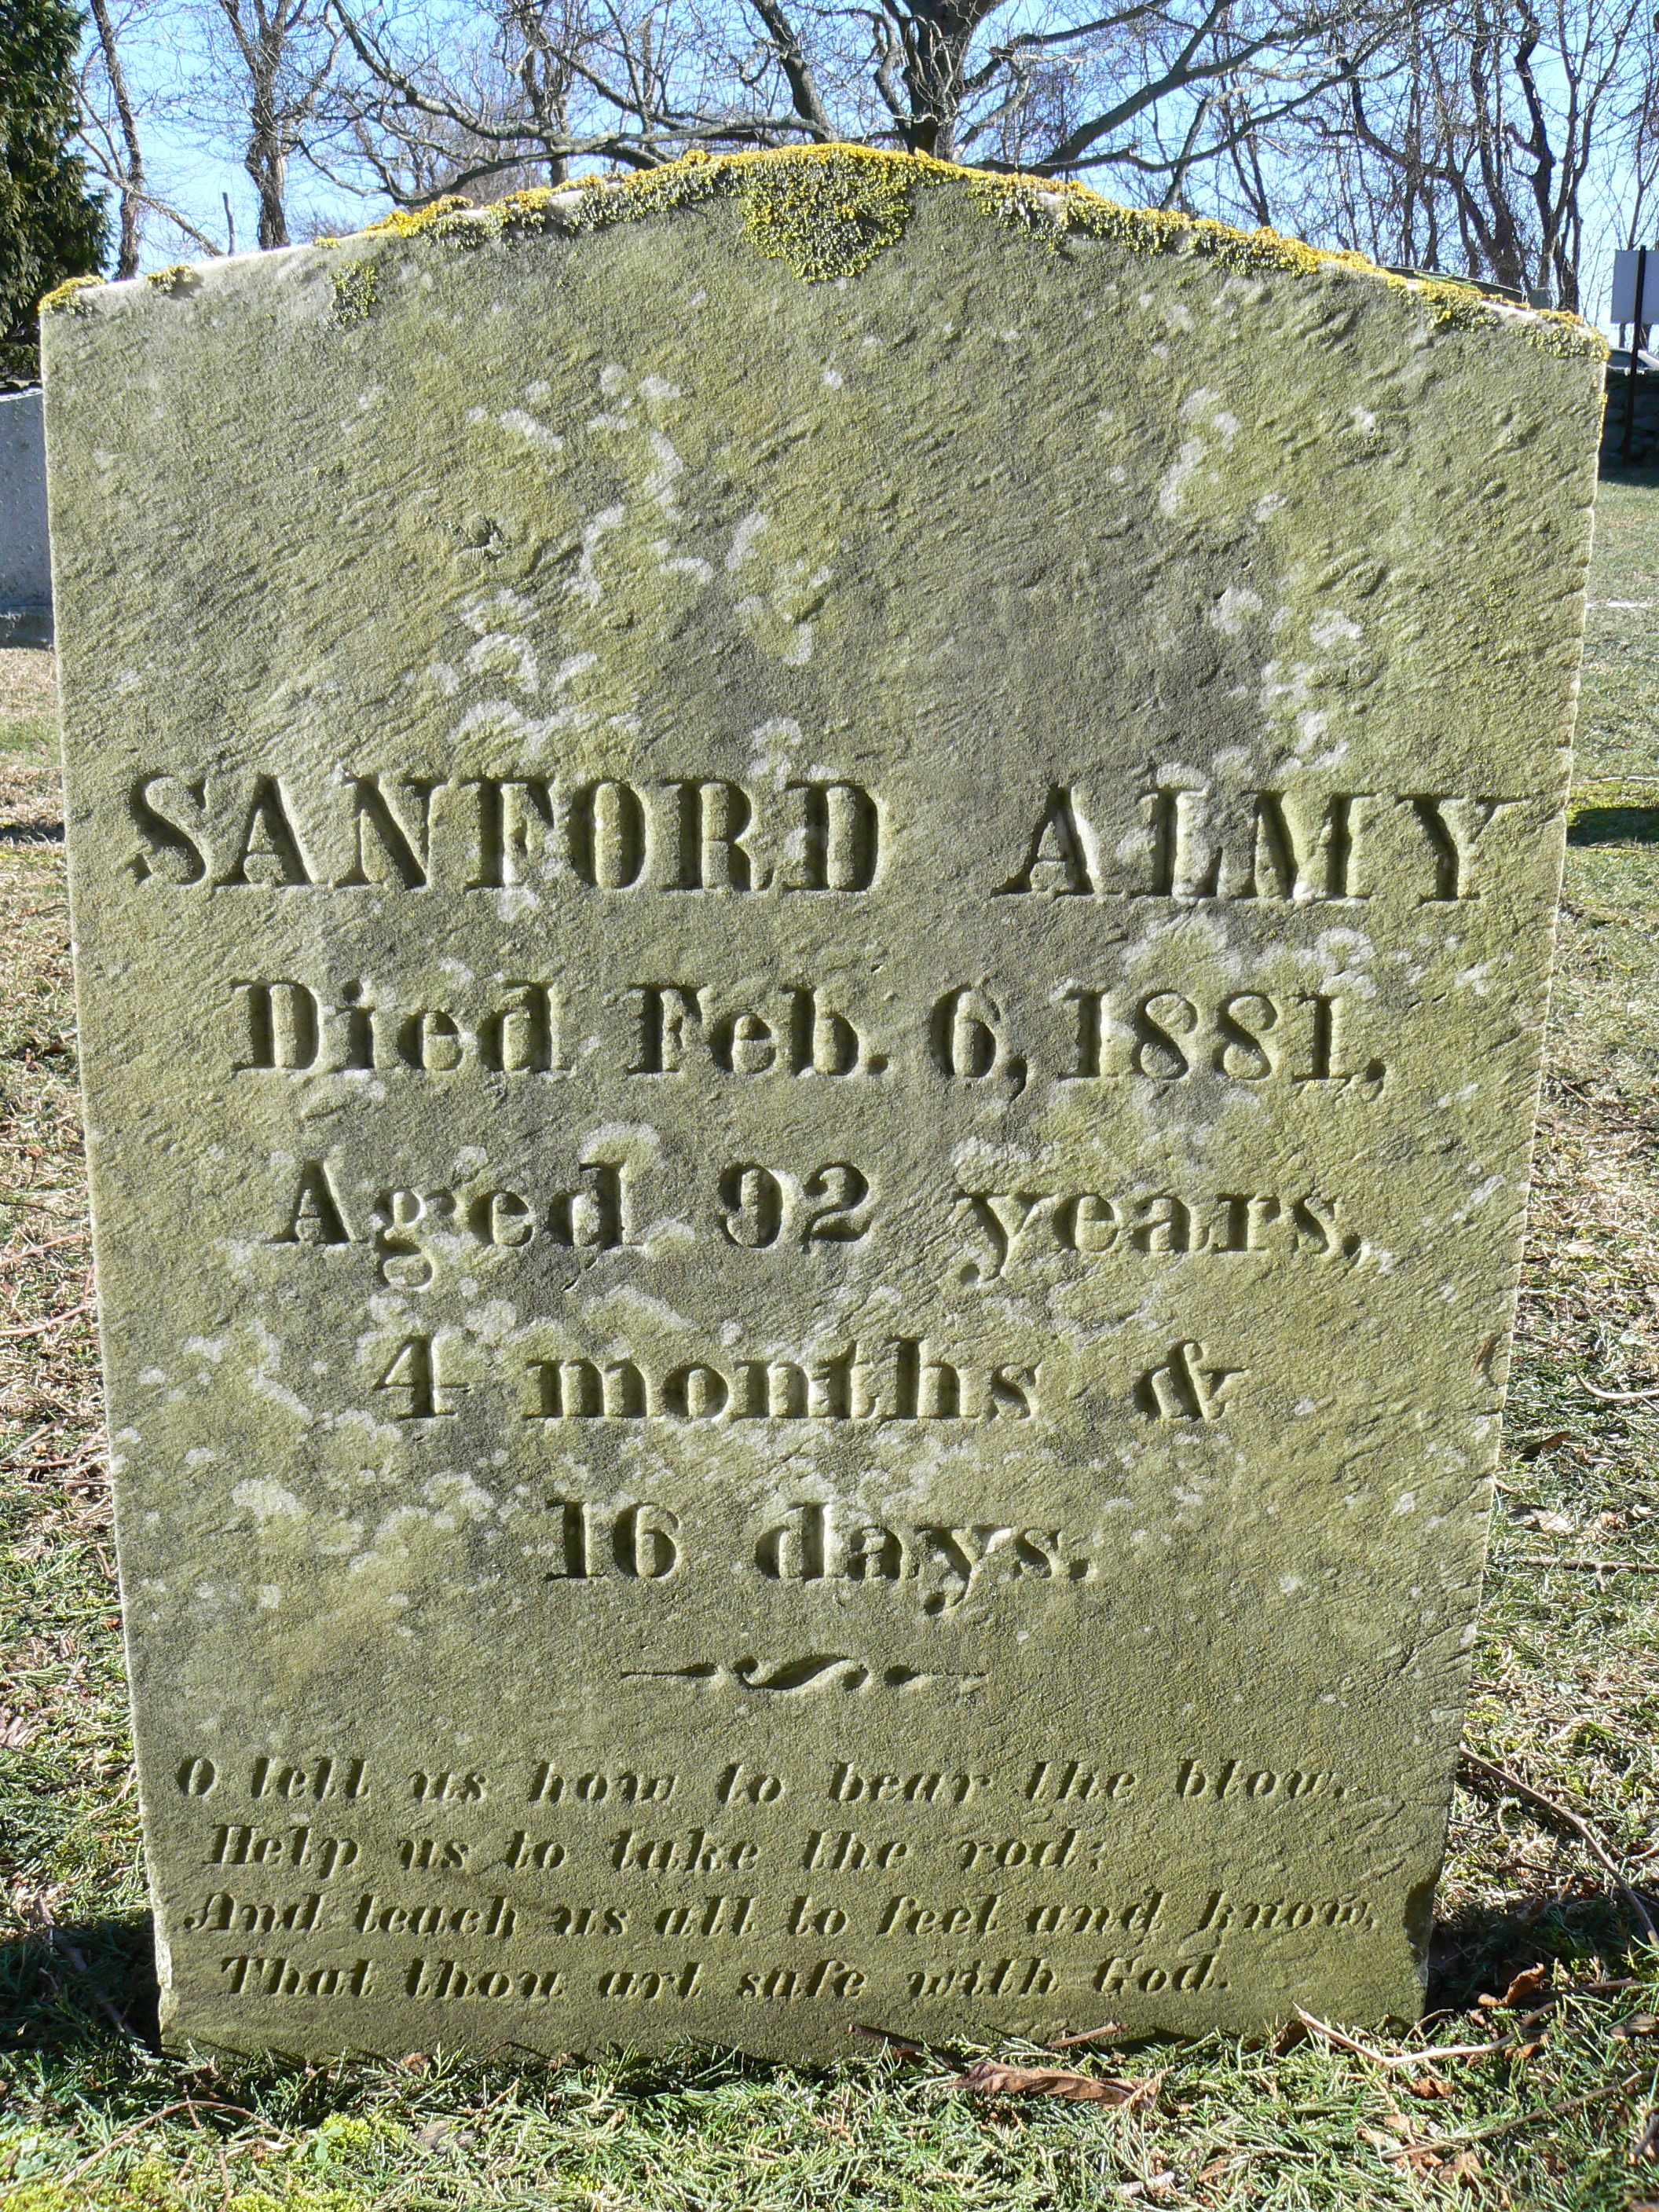 SANFORD ALMY
Died Feb. 6, 1881,
Aged 92 years,
4 months &
16 days.
O tell us how to bear the blow,
Help us to take the rod;
And teach us all to feel and know,
That thou art safe with God.